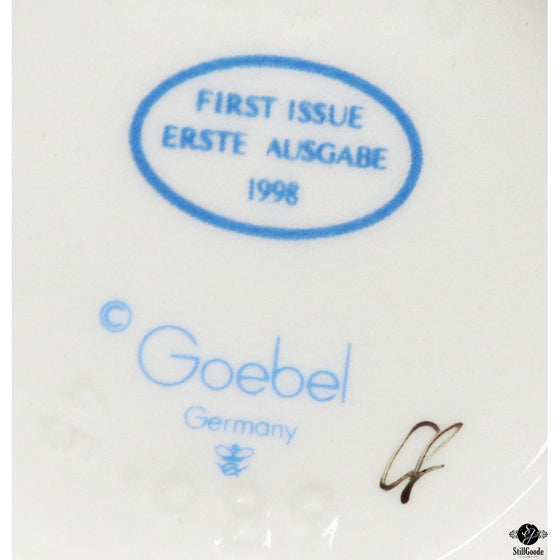 FIRST ISSUE
ERSTE AUSGABE
1998
© Goebel
Germany
StillGoode